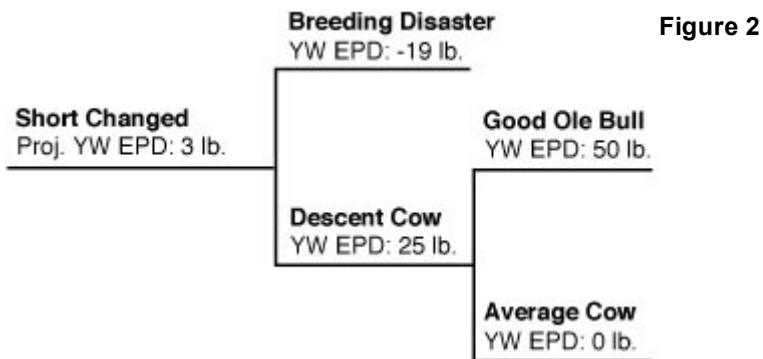 Breeding Disaster
YW EPD: -19 lb.
Figure 2
Short Changed
Proj. YW EPD: 3 lb.
Good Ole Bull
YW EPD: 50 lb.
Descent Cow
YW EPD: 25 lb.
Average Cow
YW EPD: 0 lb.